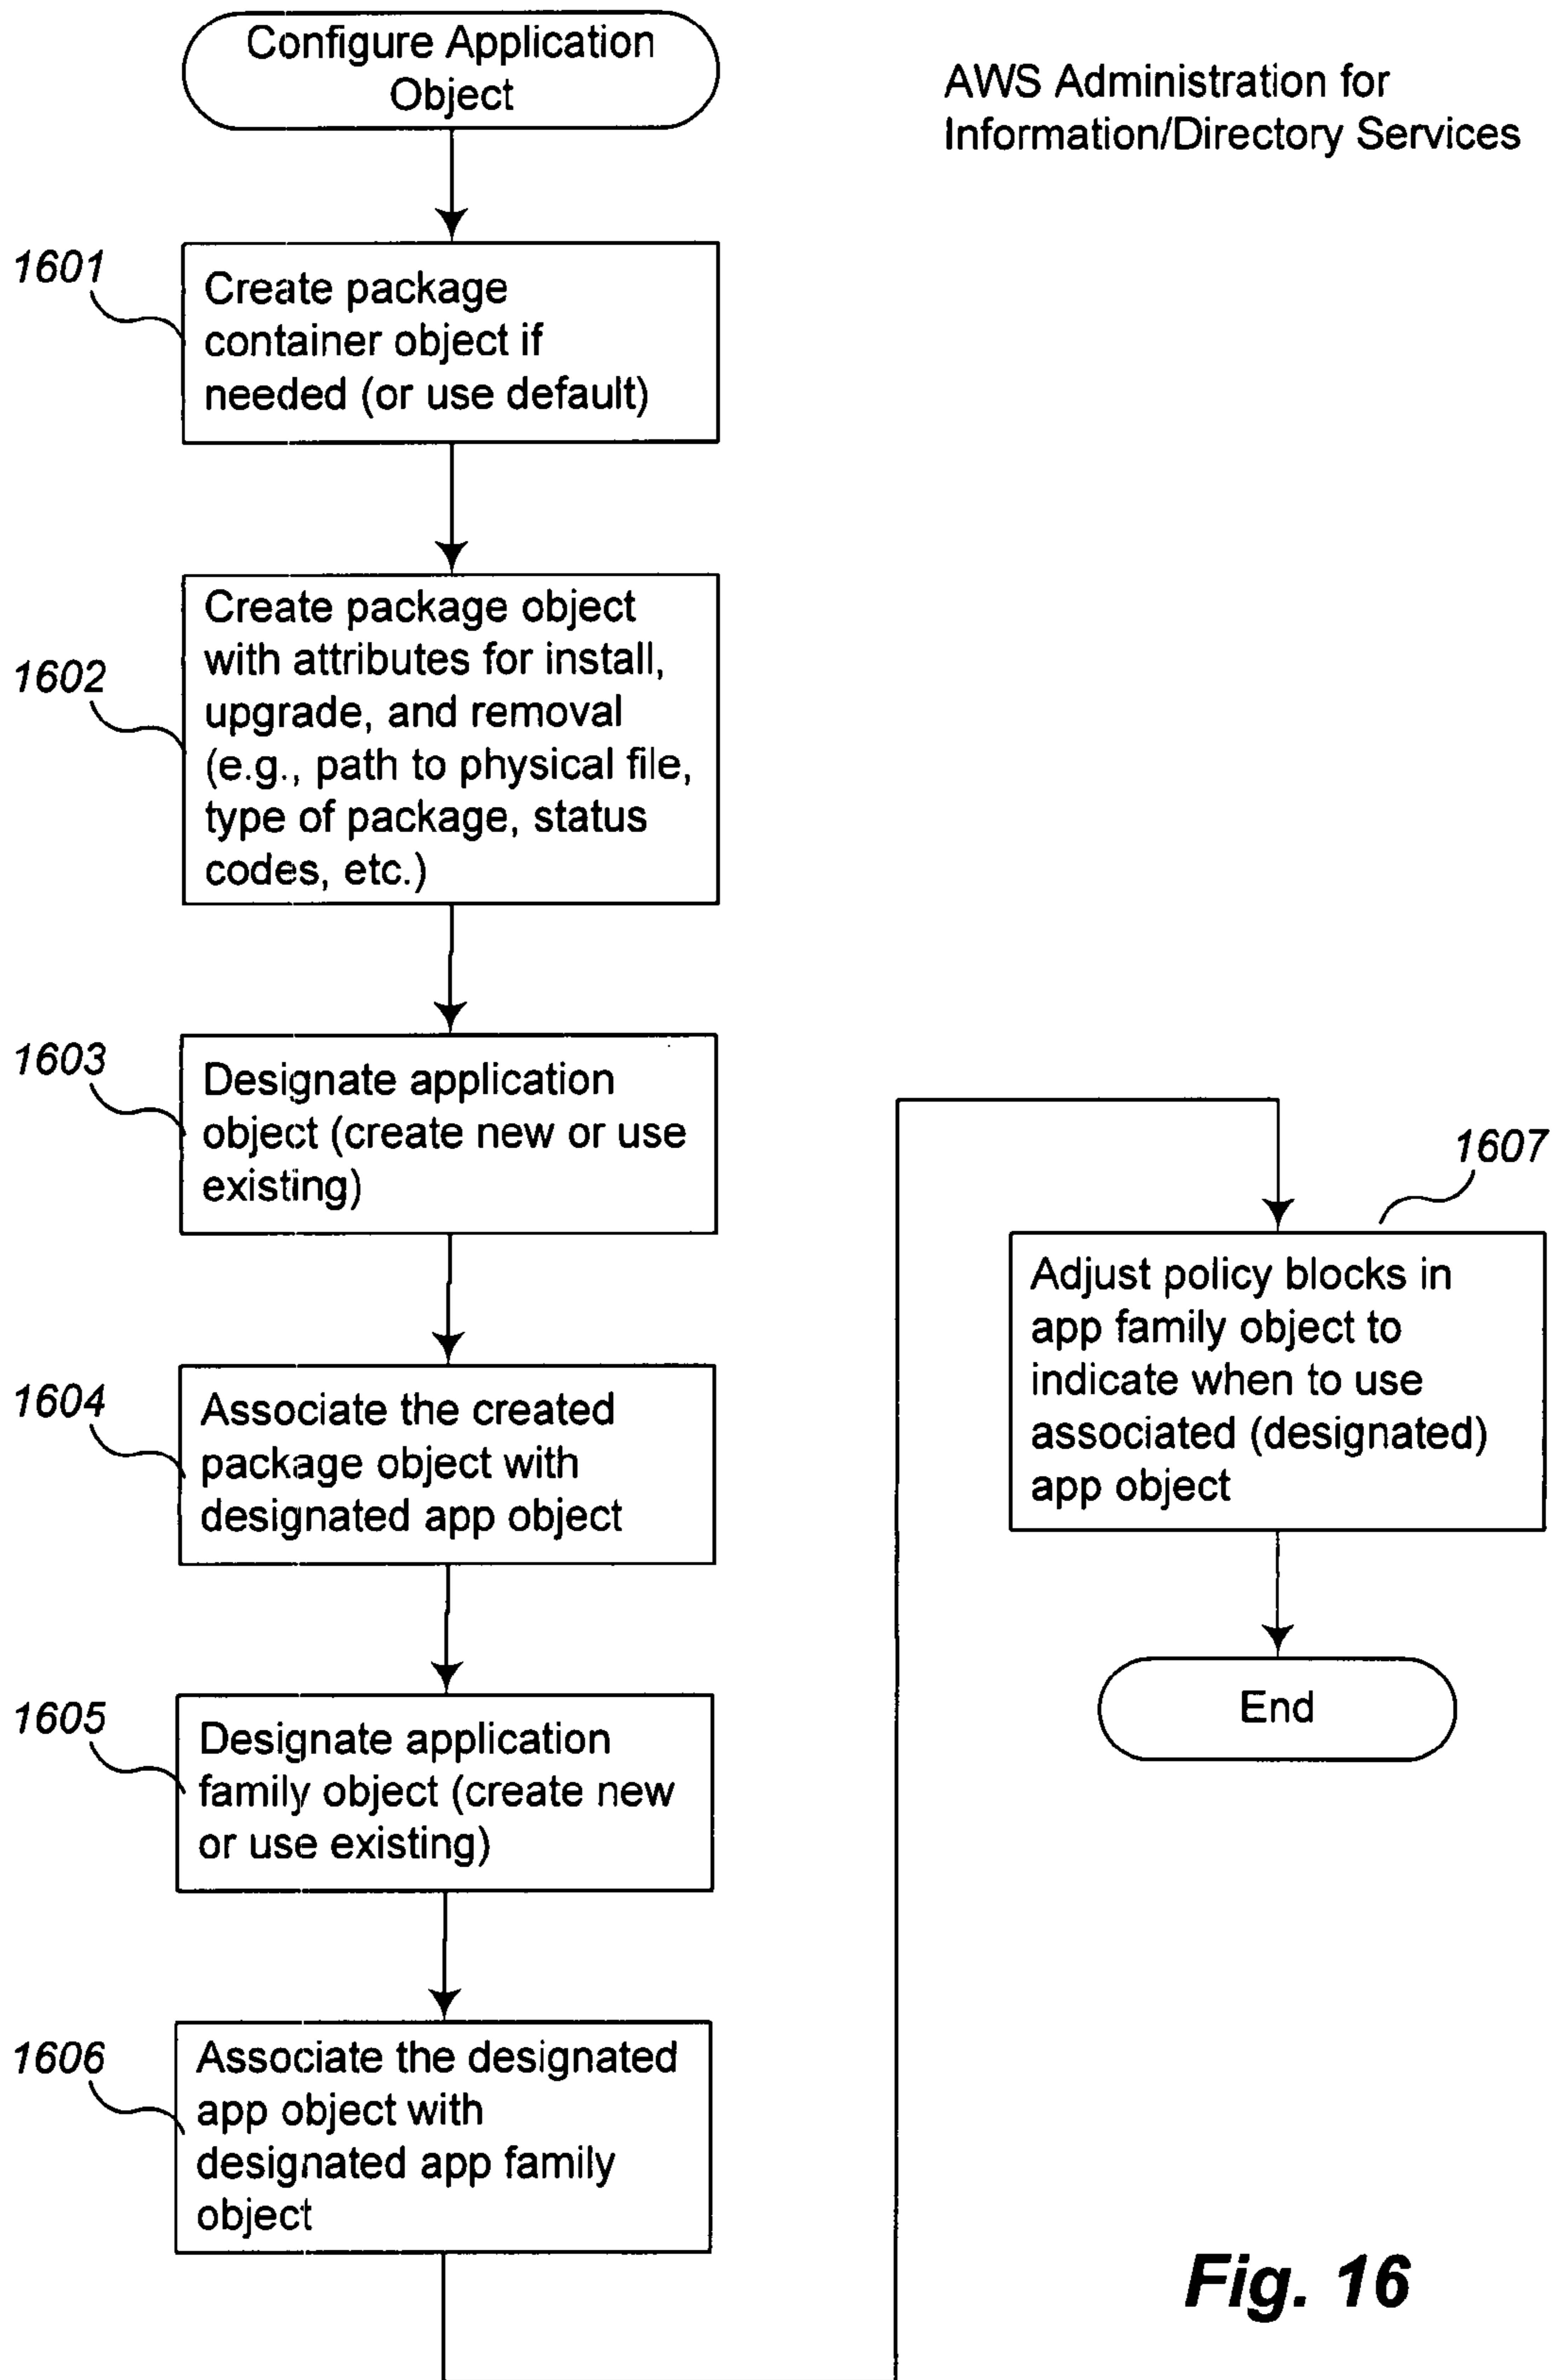 Configure Application
Object
AWS Administration for
Information/Directory Services
1601
Create package
container object if
needed (or use default)
1602
Create package object
with attributes for install,
upgrade, and removal
(e.g., path to physical file,
type of package, status
codes, etc.)
1603
Designate application
object (create new or use
existing)
1604
Associate the created
package object with
designated app object
1605
Designate application
family object (create new
or use existing)
1606
Associate the designated
app object with
designated app family
object
1607
Adjust policy blocks in
app family object to
indicate when to use
associated (designated)
app object
End
Fig. 16